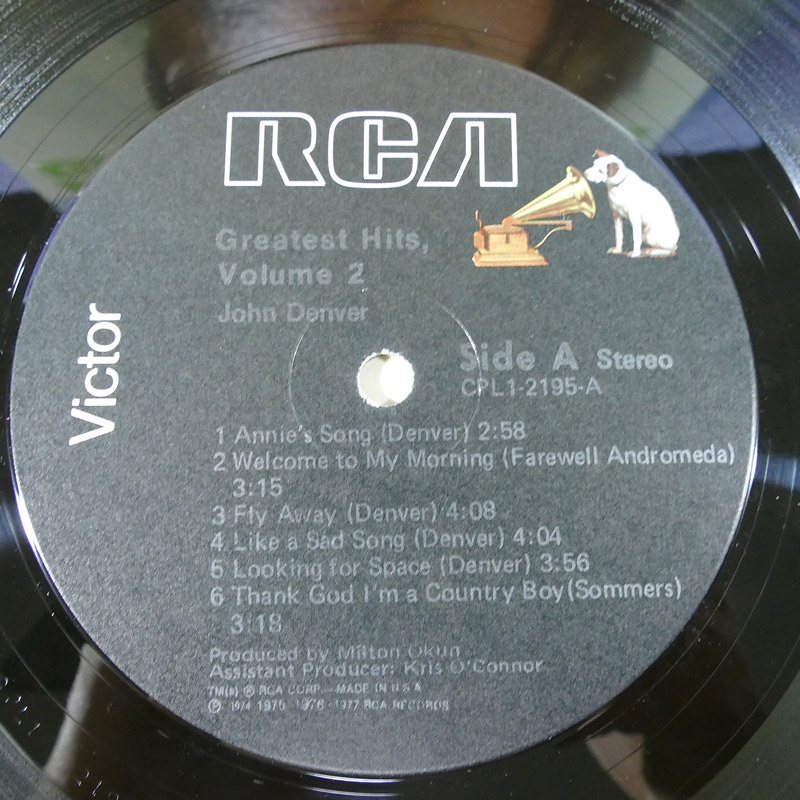 RCA
Greatest Hits,
Volume 2
John Denver
Victor
Side A Stereo
CPL1-2195-A
1 Annie's Song (Denver) 2:58
2 Welcome to My Morning (Farewell Andromeda)
3:15
3 Fly Away (Denver) 4:08
4 Like a Sad Song (Denver) 4:04
5 Looking for Space (Denver) 3:56
6 Thank God I'm a Country Boy (Sommers)
3:18
Produced by Milton Okun
Assistant Producer: Kris O'Connor
TM(s) ® RCA CORP.—MADE IN U.S.A
℗ 1974 1975 1976 1977 RCA RECORDS